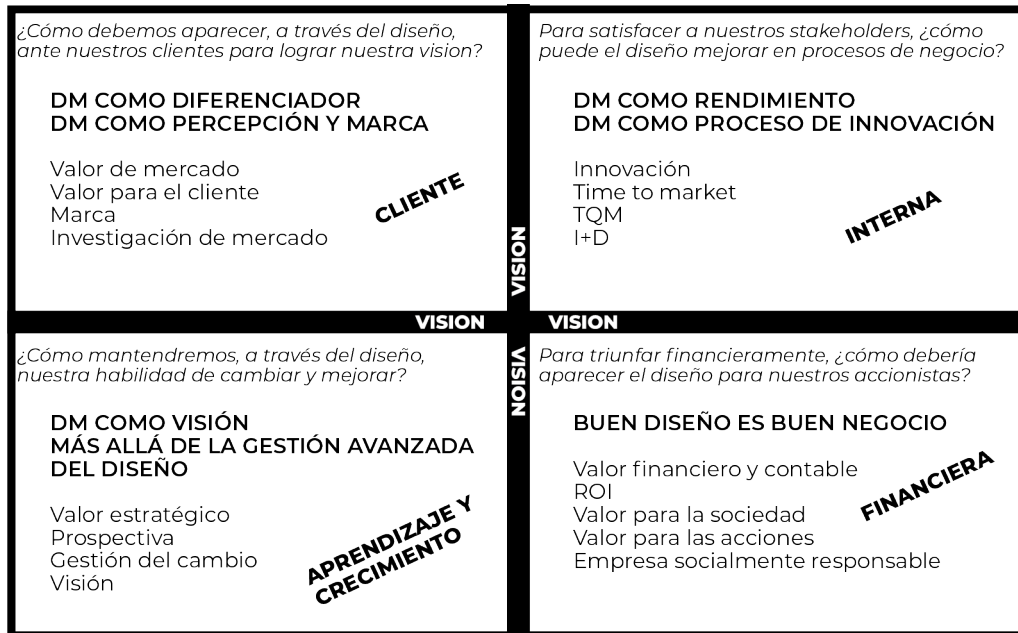 ¿Cómo debemos aparecer, a través del diseño,
ante nuestros clientes para lograr nuestra vision?
DM COMO DIFERENCIADOR
DM COMO PERCEPCIÓN Y MARCA
Valor de mercado
Valor para el cliente
Marca
Investigación de mercado
CLIENTE
Para satisfacer a nuestros stakeholders, ¿cómo
puede el diseño mejorar en procesos de negocio?
DM COMO RENDIMIENTO
DM COMO PROCESO DE INNOVACIÓN
Innovación
Time to market
TQM
I+D
INTERNA
VISION
VISION
VISION
VISION
¿Cómo mantendremos, a través del diseño,
nuestra habilidad de cambiar y mejorar?
DM COMO VISIÓN
MÁS ALLÁ DE LA GESTIÓN AVANZADA
DEL DISEÑO
Valor estratégico
Prospectiva
Gestión del cambio
Visión
APRENDIZAJE Y
CRECIMIENTO
Para triunfar financieramente, ¿cómo debería
aparecer el diseño para nuestros accionistas?
BUEN DISEÑO ES BUEN NEGOCIO
Valor financiero y contable
ROI
Valor para la sociedad
Valor para las acciones
Empresa socialmente responsable
FINANCIERA